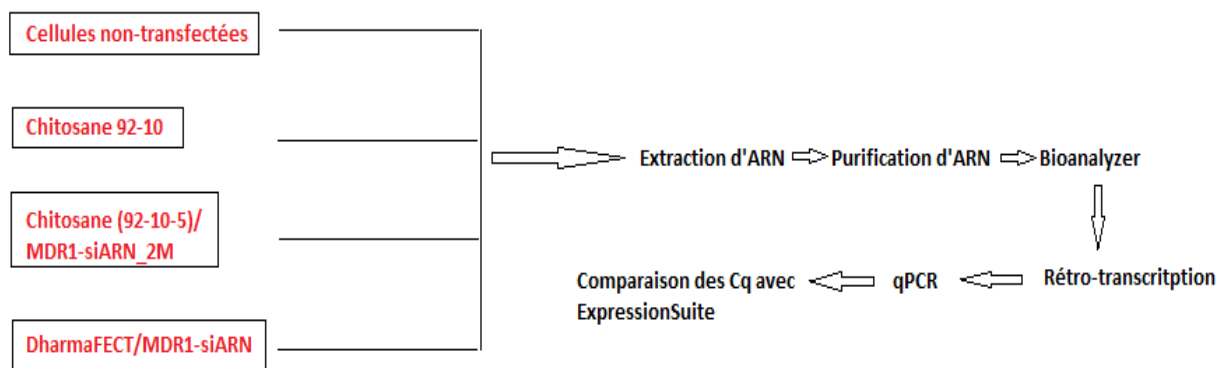 Cellules non-transfectées
Chitosane 92-10
Chitosane (92-10-5)/
MDR1-siARN_2M
DharmaFECT/MDR1-siARN
Extraction d'ARN
Purification d'ARN
Bioanalyzer
Rétro-transcritption
qPCR
Comparaison des Cq avec
ExpressionSuite